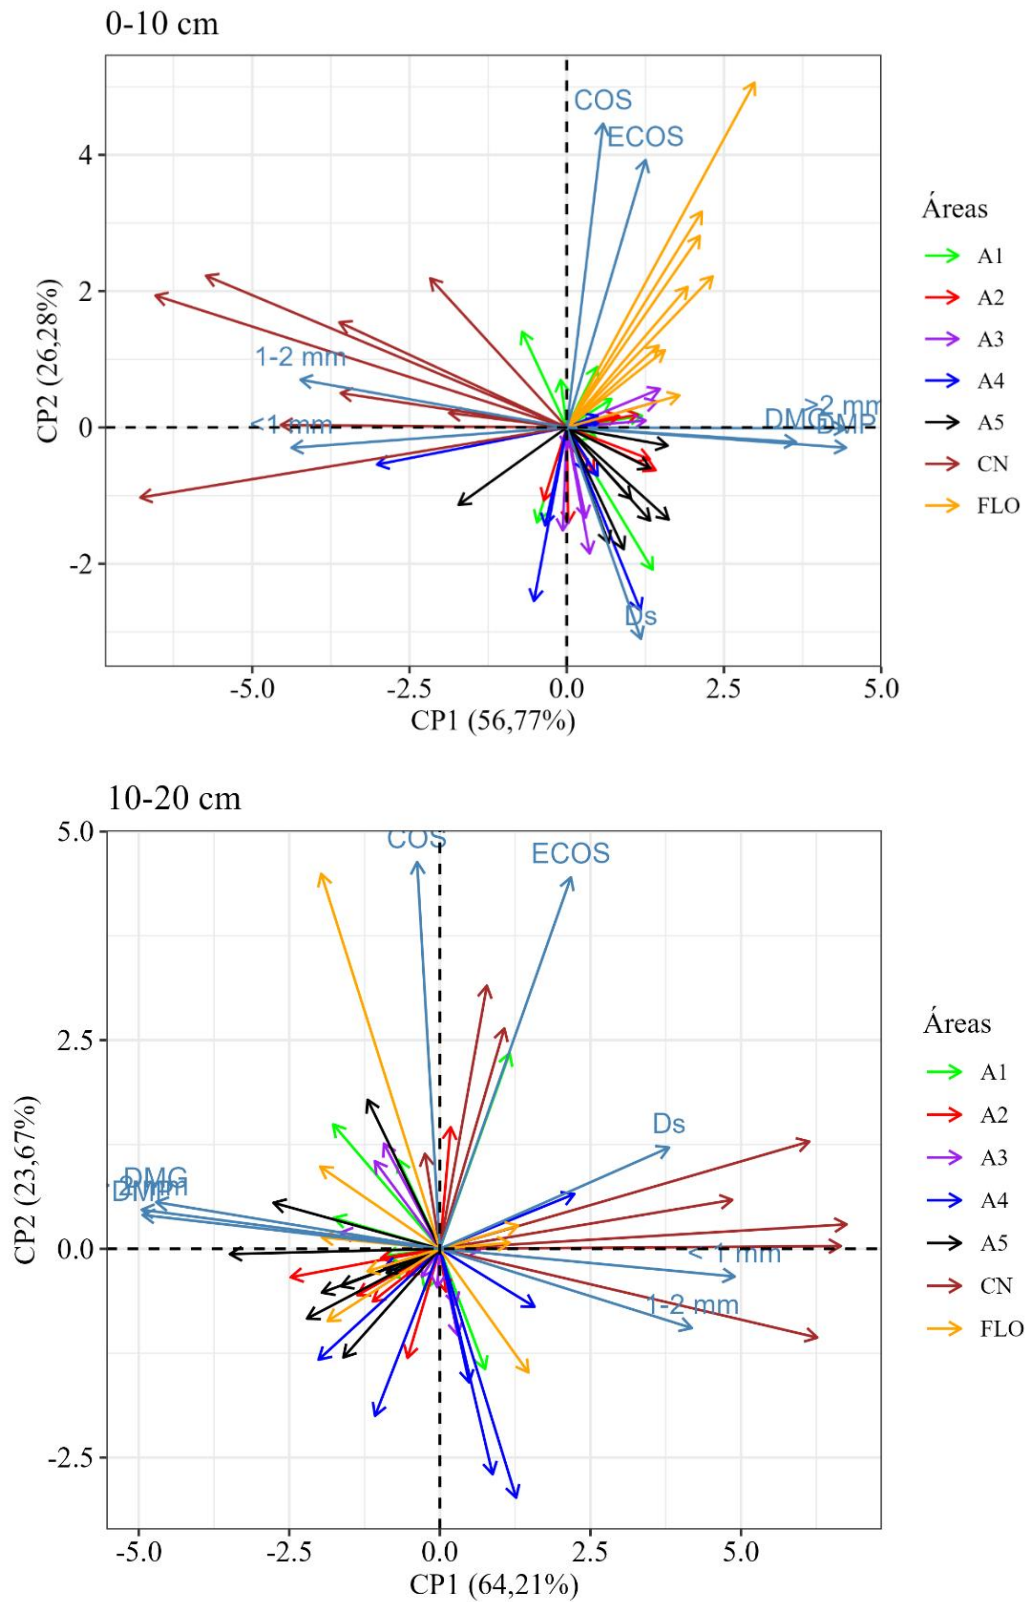 0-10 cm
COS
ECOS
4
2
0
-2
CP2 (26,28%)
1-2 mm
<1 mm
>2 mm
DMG
DMP
Ds
-5.0
-2.5
0.0
2.5
5.0
CP1 (56,77%)
Áreas
A1
A2
A3
A4
A5
CN
FLO
10-20 cm
COS
ECOS
5.0
2.5
0.0
-2.5
CP2 (23,67%)
Ds
DMG
DMP
< 1 mm
1-2 mm
-5.0
-2.5
0.0
2.5
5.0
CP1 (64,21%)
Áreas
A1
A2
A3
A4
A5
CN
FLO